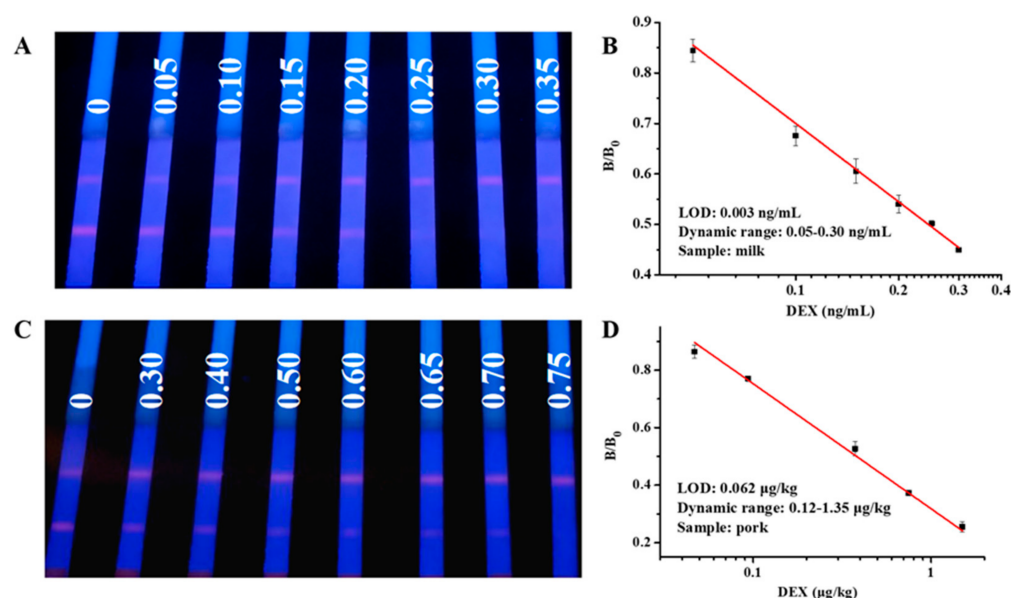 A
0
0.05
0.10
0.15
0.20
0.25
0.30
0.35
B
0.9
0.8
0.7
0.6
0.5
0.4
B/B₀
LOD: 0.003 ng/mL
Dynamic range: 0.05-0.30 ng/mL
Sample: milk
0.1
0.2
0.3
0.4
DEX (ng/mL)
C
0
0.30
0.40
0.50
0.60
0.65
0.70
0.75
D
0.8
0.6
0.4
0.2
B/B₀
LOD: 0.062 µg/kg
Dynamic range: 0.12-1.35 µg/kg
Sample: pork
0.1
1
DEX (µg/kg)